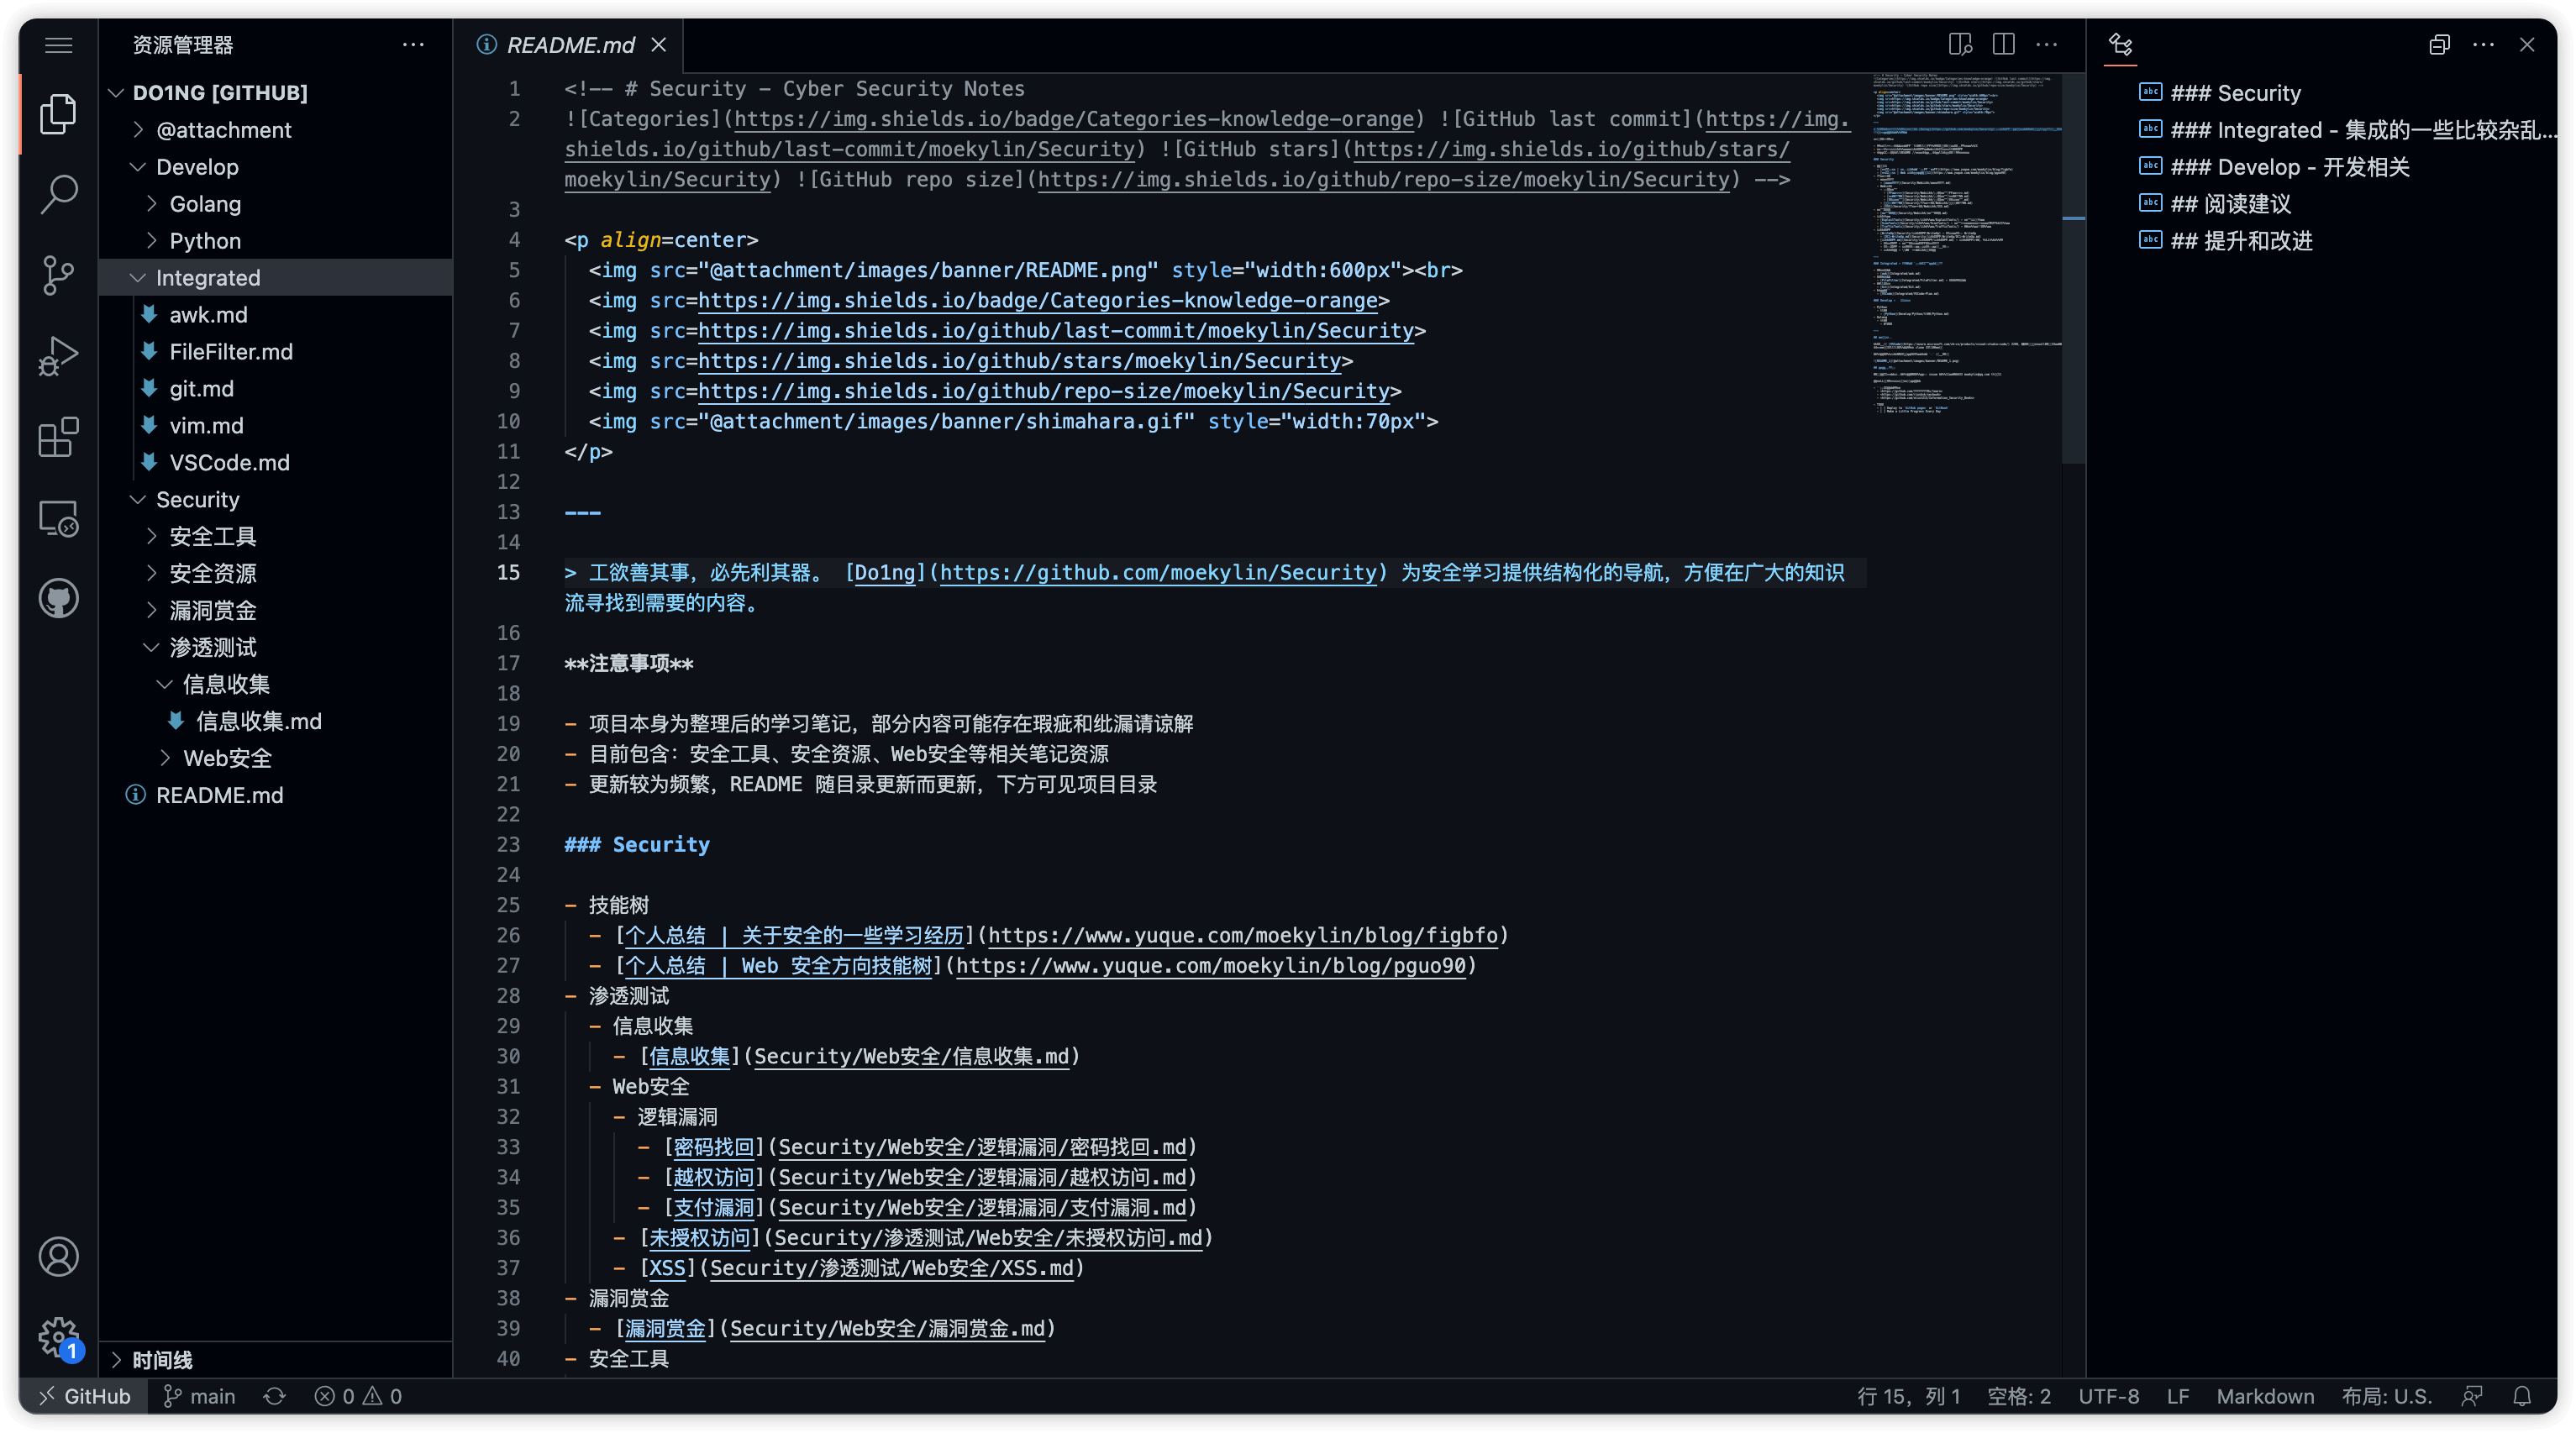 资源管理器
DO1NG [GITHUB]
@attachment
Develop
Golang
Python
Integrated
awk.md
FileFilter.md
git.md
vim.md
VSCode.md
Security
安全工具
安全资源
漏洞赏金
渗透测试
信息收集
信息收集.md
Web安全
README.md
时间线
README.md
1 <!-- # Security - Cyber Security Notes
2 ![Categories](https://img.shields.io/badge/Categories-knowledge-orange) ![GitHub last commit](https://img.
shields.io/github/last-commit/moekylin/Security) ![GitHub stars](https://img.shields.io/github/stars/
moekylin/Security) ![GitHub repo size](https://img.shields.io/github/repo-size/moekylin/Security) -->
3
4 <p align=center>
5 <img src="@attachment/images/banner/README.png" style="width:600px"><br>
6 <img src=https://img.shields.io/badge/Categories-knowledge-orange>
7 <img src=https://img.shields.io/github/last-commit/moekylin/Security>
8 <img src=https://img.shields.io/github/stars/moekylin/Security>
9 <img src=https://img.shields.io/github/repo-size/moekylin/Security>
10 <img src="@attachment/images/banner/shimahara.gif" style="width:70px">
11 </p>
12
13 ---
14
15 > 工欲善其事，必先利其器。 [Do1ng](https://github.com/moekylin/Security) 为安全学习提供结构化的导航，方便在广大的知识
流寻找到需要的内容。
16
17 **注意事项**
18
19 - 项目本身为整理后的学习笔记，部分内容可能存在瑕疵和纰漏请谅解
20 - 目前包含：安全工具、安全资源、Web安全等相关笔记资源
21 - 更新较为频繁，README 随目录更新而更新，下方可见项目目录
22
23 ### Security
24
25 - 技能树
26 - [个人总结 | 关于安全的一些学习经历](https://www.yuque.com/moekylin/blog/figbfo)
27 - [个人总结 | Web 安全方向技能树](https://www.yuque.com/moekylin/blog/pguo90)
28 - 渗透测试
29 - 信息收集
30 - [信息收集](Security/Web安全/信息收集.md)
31 - Web安全
32 - 逻辑漏洞
33 - [密码找回](Security/Web安全/逻辑漏洞/密码找回.md)
34 - [越权访问](Security/Web安全/逻辑漏洞/越权访问.md)
35 - [支付漏洞](Security/Web安全/逻辑漏洞/支付漏洞.md)
36 - [未授权访问](Security/渗透测试/Web安全/未授权访问.md)
37 - [XSS](Security/渗透测试/Web安全/XSS.md)
38 - 漏洞赏金
39 - [漏洞赏金](Security/Web安全/漏洞赏金.md)
40 - 安全工具
### Security
### Integrated - 集成的一些比较杂乱...
### Develop - 开发相关
## 阅读建议
## 提升和改进
1
GitHub main 0 0 行 15，列 1 空格: 2 UTF-8 LF Markdown 布局: U.S.